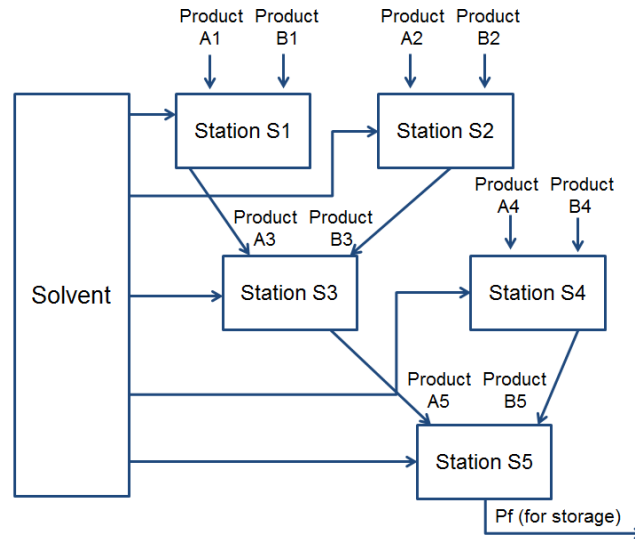 Product
A1
Product
B1
Product
A2
Product
B2
Station S1
Station S2
Product
A4
Product
B4
Product
A3
Product
B3
Solvent
Station S3
Station S4
Product
A5
Product
B5
Station S5
Pf (for storage)